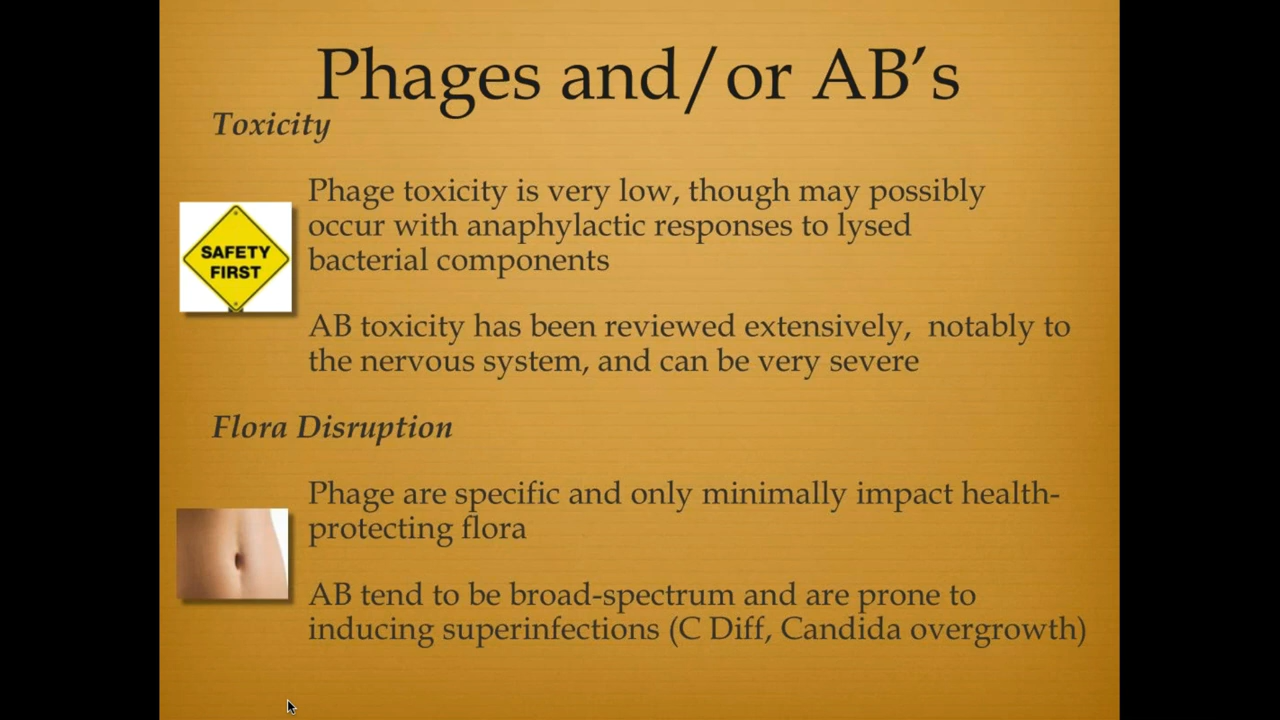 Phages and/or AB’s
Toxicity
Phage toxicity is very low, though may possibly
occur with anaphylactic responses to lysed
bacterial components
SAFETY
FIRST
AB toxicity has been reviewed extensively,  notably to
the nervous system, and can be very severe
Flora Disruption
Phage are specific and only minimally impact health-
protecting flora
AB tend to be broad-spectrum and are prone to
inducing superinfections (C Diff, Candida overgrowth)